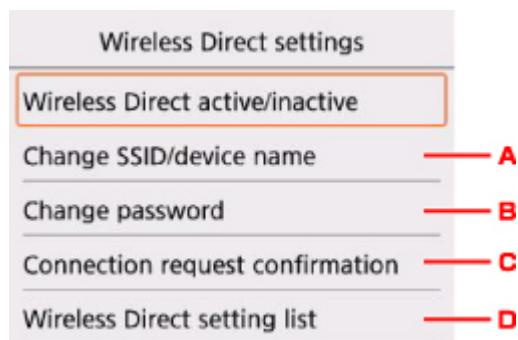 Wireless Direct settings
Wireless Direct active/inactive
Change SSID/device name A
Change password B
Connection request confirmation C
Wireless Direct setting list D